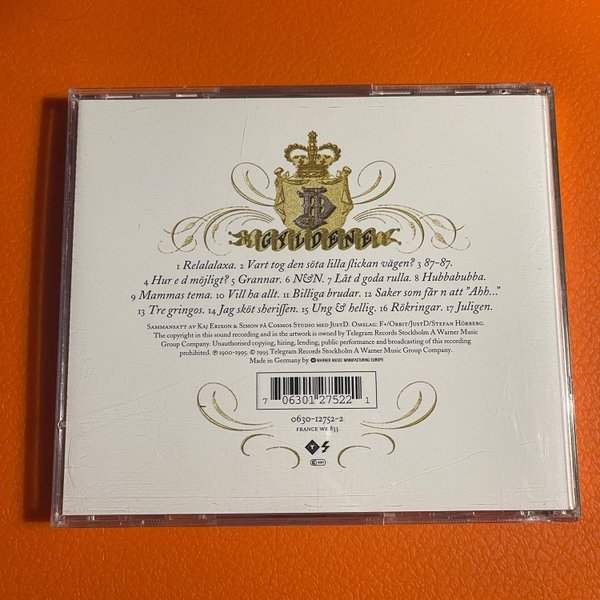 JD
GYLDENE
1 Relalalaxa. 2 Vart tog den söta lilla flickan vägen? 3 87-87.
4 Hur e d möjligt? 5 Grannar. 6 N&N. 7 Låt d goda rulla. 8 Hubbabubba.
9 Mammas tema. 10 Vill ha allt. 11 Billiga brudar. 12 Saker som får n att "Ahh..."
13 Tre gringos. 14 Jag sköt sheriffen. 15 Ung & hellig. 16 Rökringar. 17 Juligen.
Sammansatt av Kaj Erixon & Simon på Cosmos Studio med JustD. Omslag: F+/Orbit/JustD/Stefan Hörberg.
The copyright in this sound recording and in the artwork is owned by Telegram Records Stockholm A Warner Music
Group Company. Unauthorised copying, hiring, lending, public performance and broadcasting of this recording
prohibited. ℗ 1990-1995. © 1995 Telegram Records Stockholm A Warner Music Group Company.
Made in Germany by WARNER MUSIC MANUFACTURING EUROPE
7 06301 27522 1
0630-12752-2
FRANCE WE 833
T